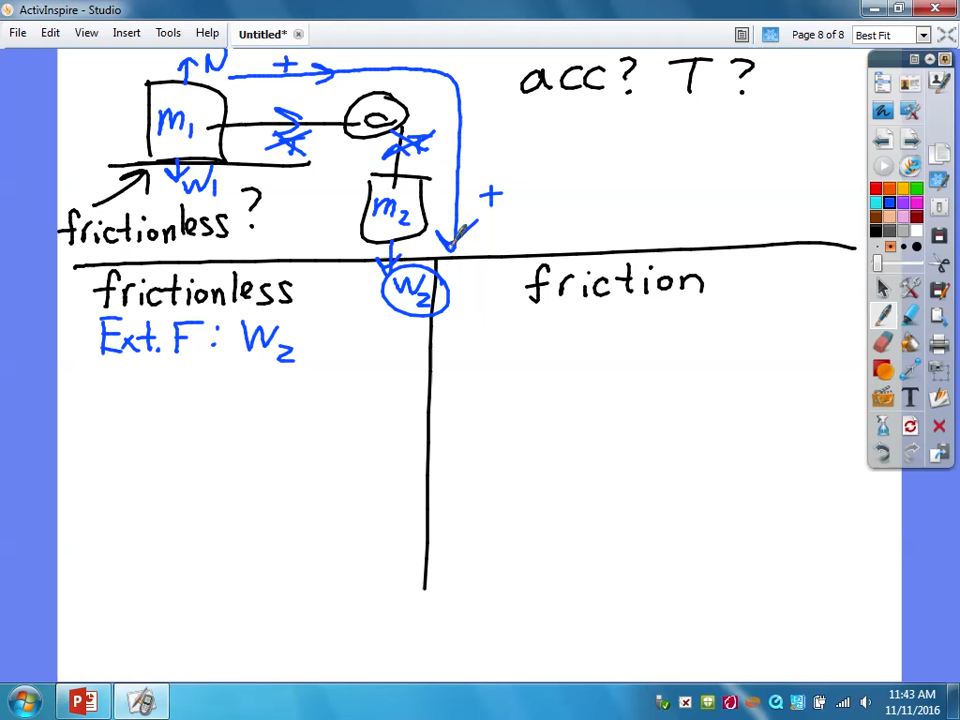 ActivInspire - Studio
File Edit View Insert Tools Help Untitled* Page 8 of 8 Best Fit
N + acc? T ?
m1
W1 +
frictionless ? m2
frictionless W2 friction
Ext. F : W2
T
11:43 AM
11/11/2016